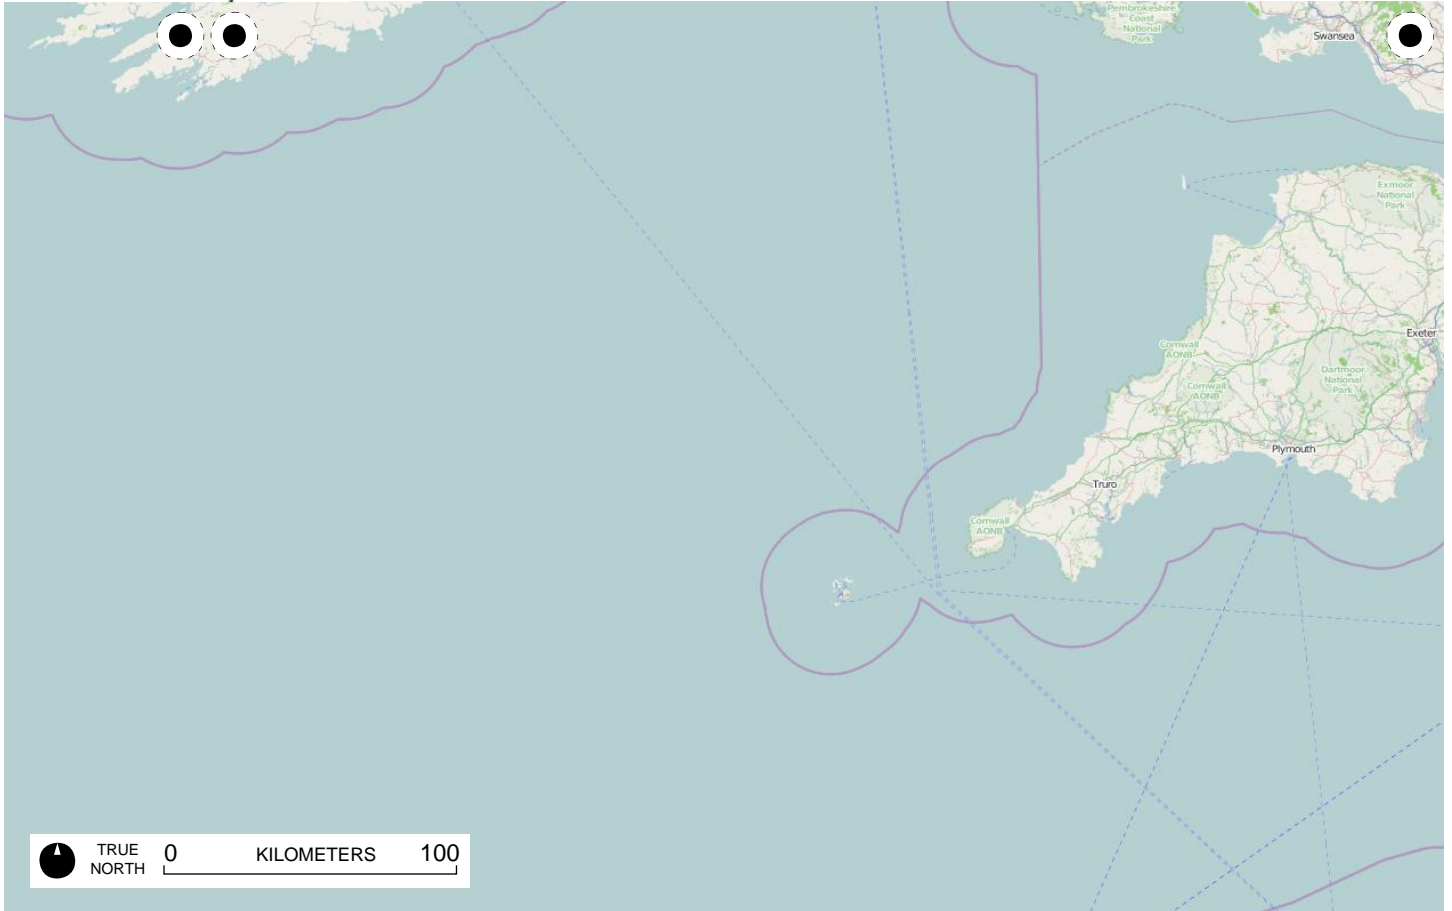 Pembrokeshire
Coast
National
Park
Swansea
Exmoor
National
Park
Exeter
Cornwall
AONB
Dartmoor
National
Park
Cornwall
AONB
Plymouth
Truro
Cornwall
AONB
TRUE
NORTH
0 KILOMETERS 100